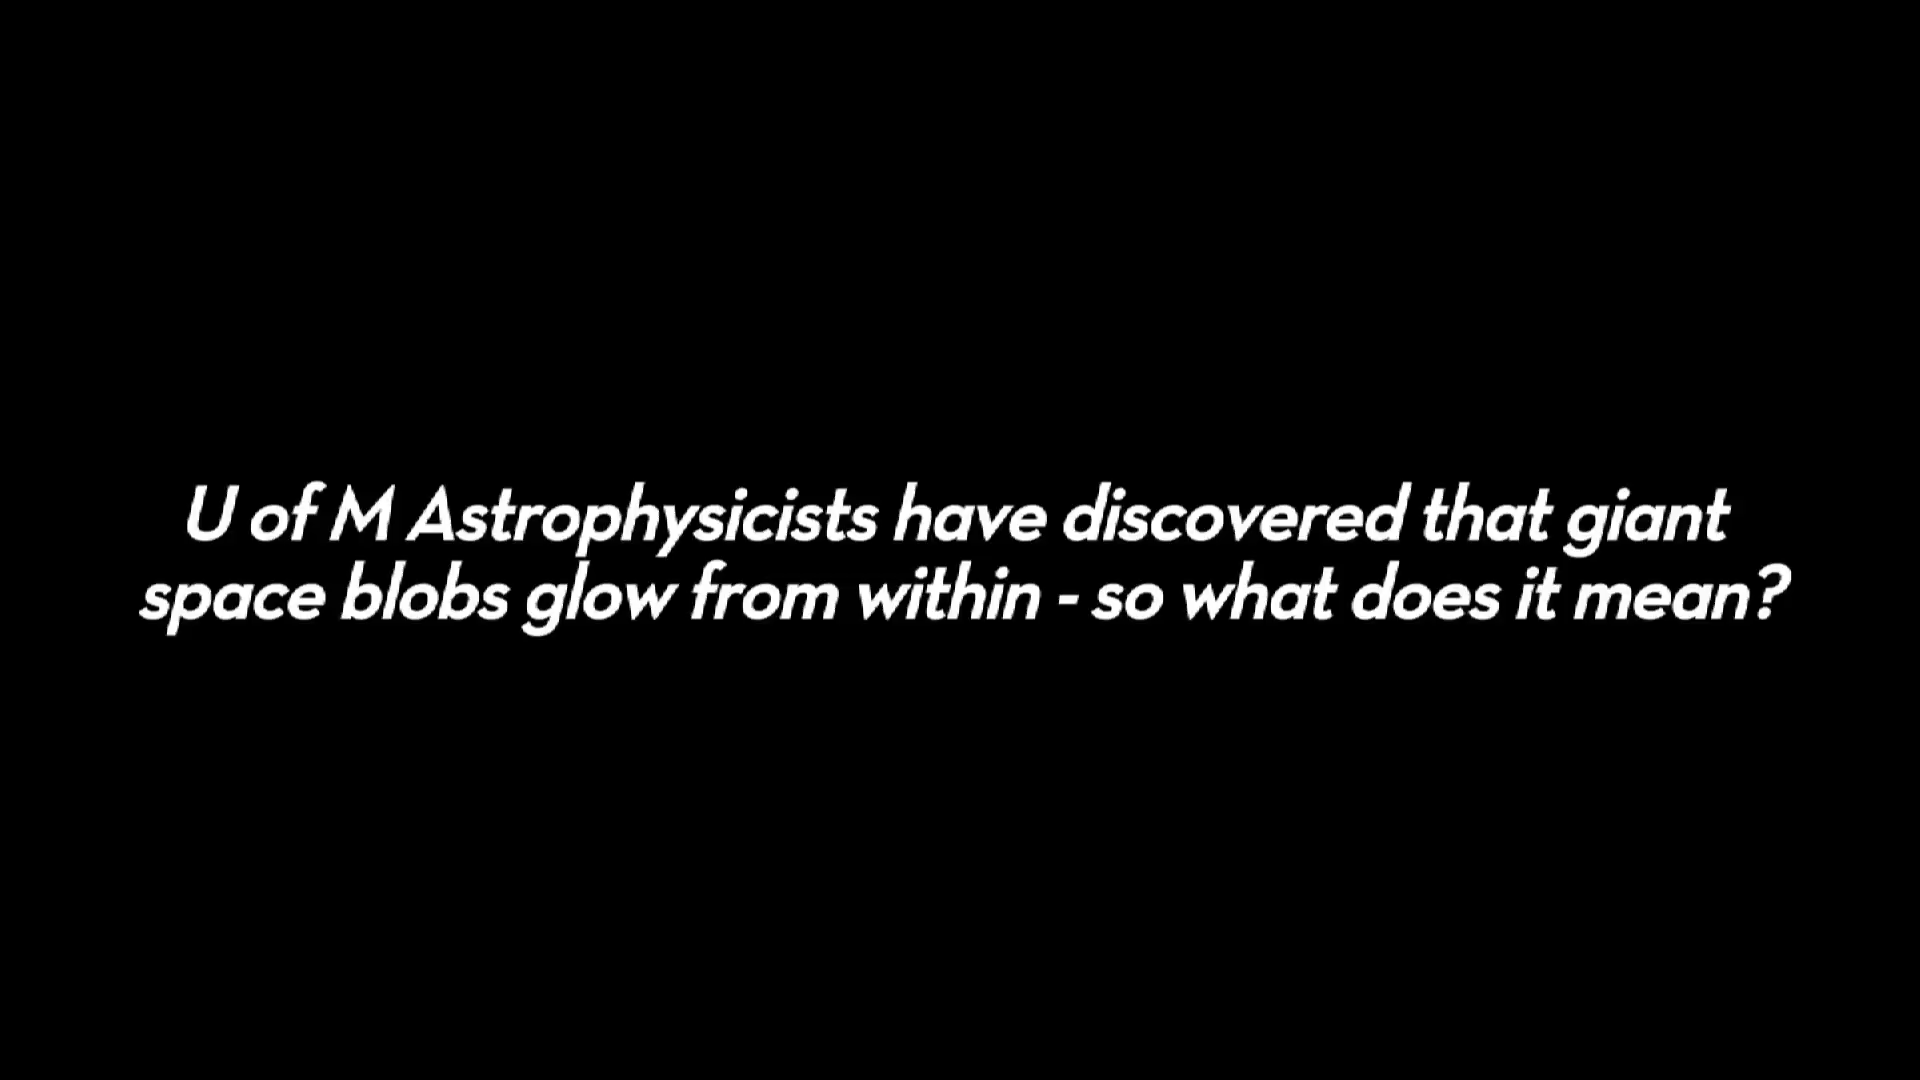 U of M Astrophysicists have discovered that giant
space blobs glow from within - so what does it mean?